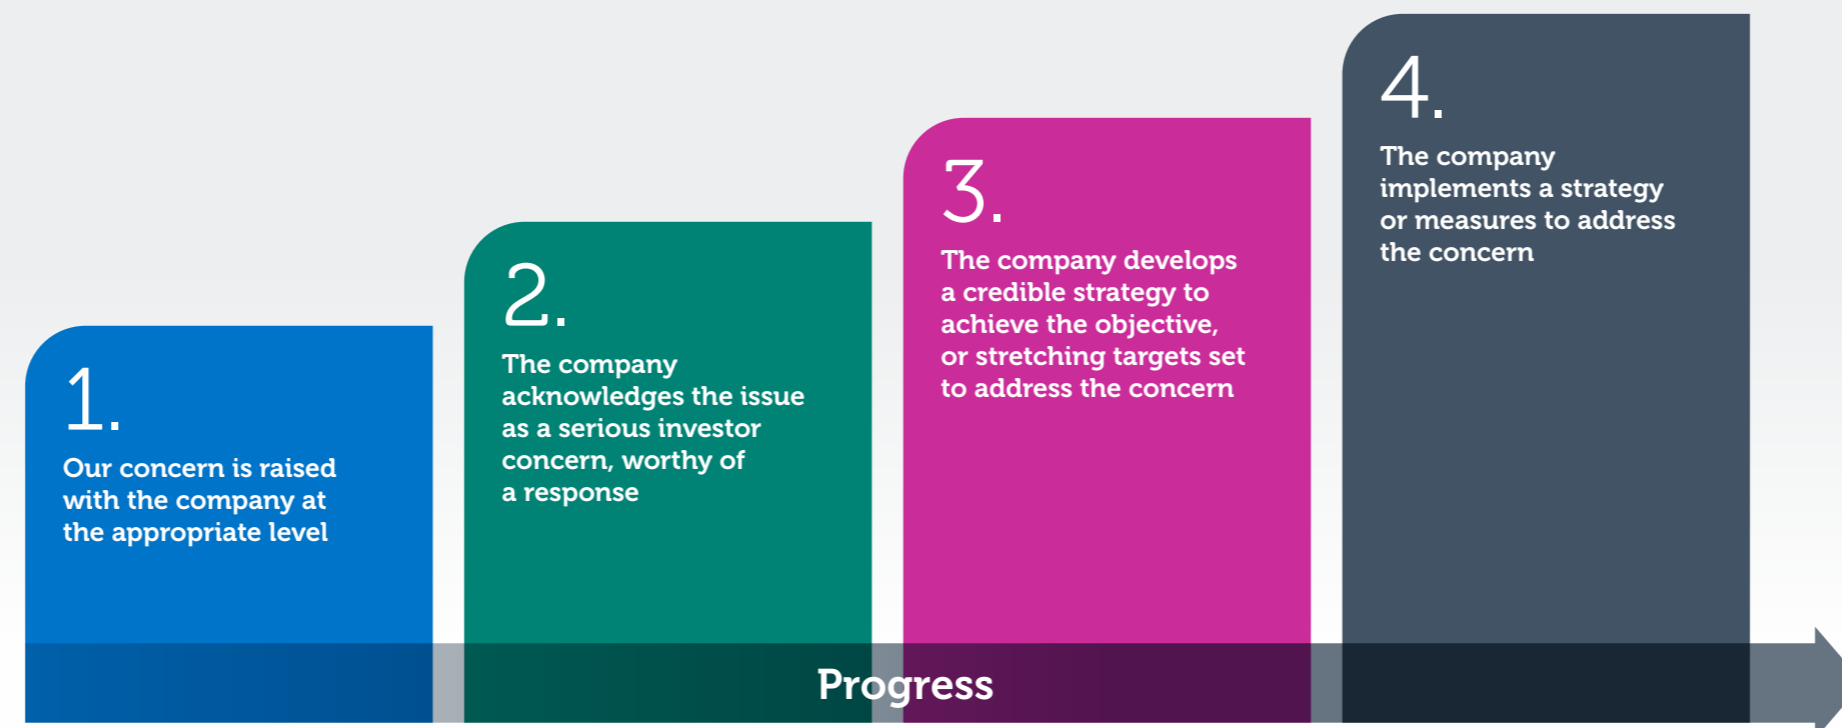 1.
Our concern is raised
with the company at
the appropriate level
2.
The company
acknowledges the issue
as a serious investor
concern, worthy of
a response
3.
The company develops
a credible strategy to
achieve the objective,
or stretching targets set
to address the concern
4.
The company
implements a strategy
or measures to address
the concern
Progress